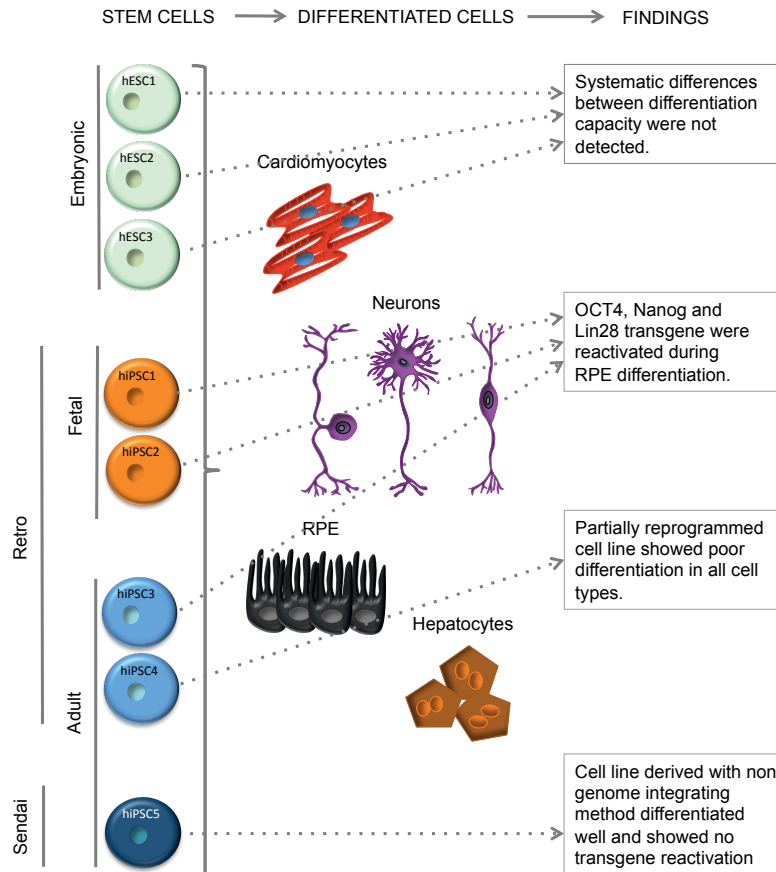 STEM CELLS
DIFFERENTIATED CELLS
FINDINGS
Embryonic
hESC1
hESC2
hESC3
Retro
Fetal
hiPSC1
hiPSC2
Adult
hiPSC3
hiPSC4
Sendai
hiPSC5
Cardiomyocytes
Neurons
RPE
Hepatocytes
Systematic differences
between differentiation
capacity were not
detected.
OCT4, Nanog and
Lin28 transgene were
reactivated during
RPE differentiation.
Partially reprogrammed
cell line showed poor
differentiation in all cell
types.
Cell line derived with non
genome integrating
method differentiated
well and showed no
transgene reactivation